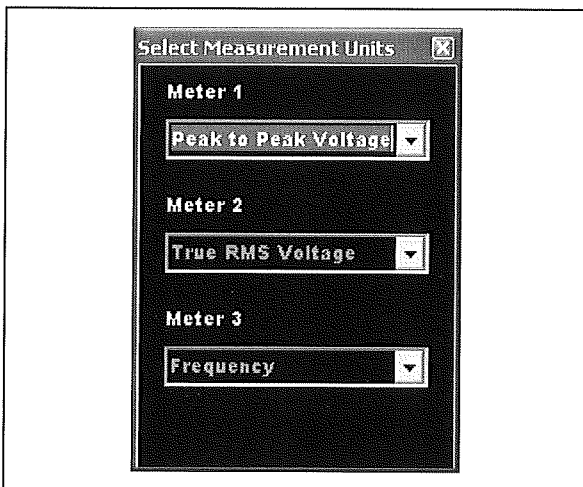 Select Measurement Units
Meter 1
Peak to Peak Voltage
Meter 2
True RMS Voltage
Meter 3
Frequency